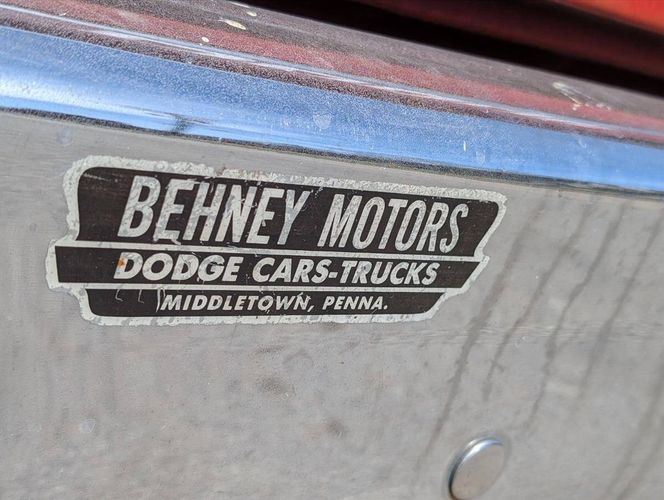 BEHNEY MOTORS
DODGE CARS-TRUCKS
MIDDLETOWN, PENNA.